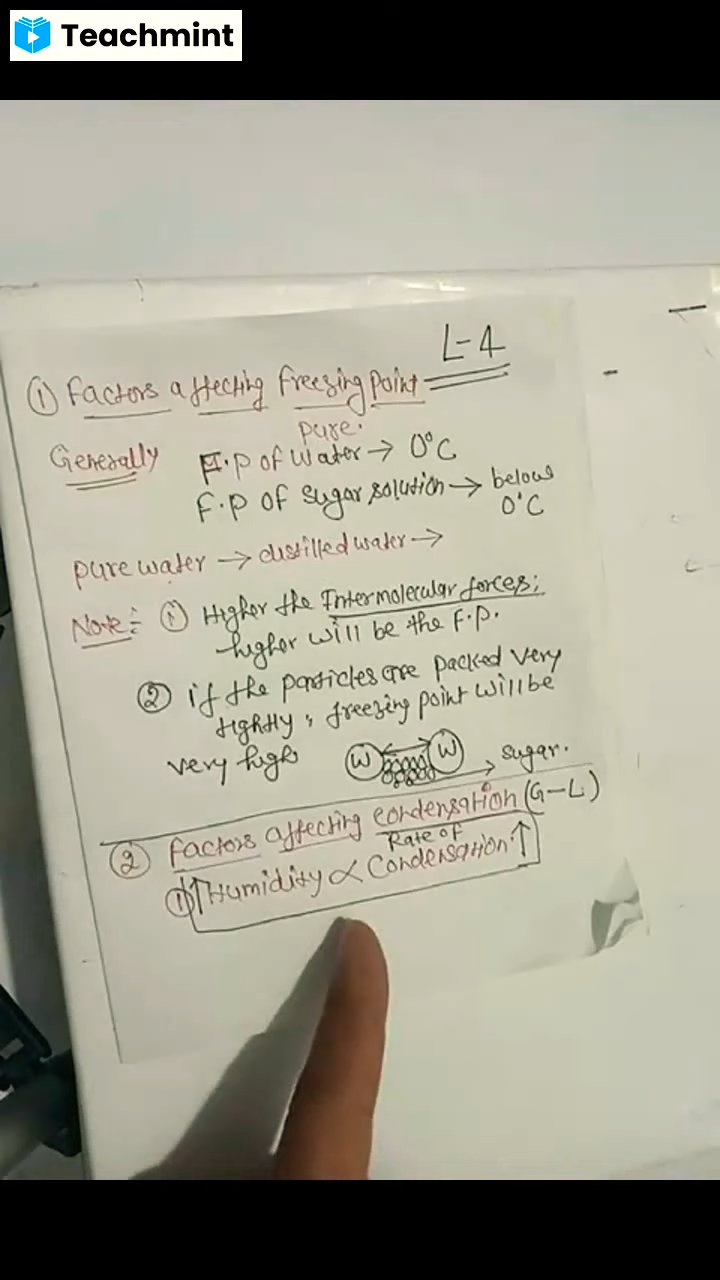 Teachmint
L-4
① Factors affecting Freezing Point
pure.
Generally F.P of Water → 0°C
F.P of Sugar solution → below
0°C
pure water → distilled water →
Note:- ① Higher the Intermolecular forces;
higher will be the F.P.
② if the particles are packed very
tightly, freezing point will be
very high
W W → sugar.
② Factors affecting condensation (G-L)
Rate of
① ↑ Humidity ∝ Condensation ↑